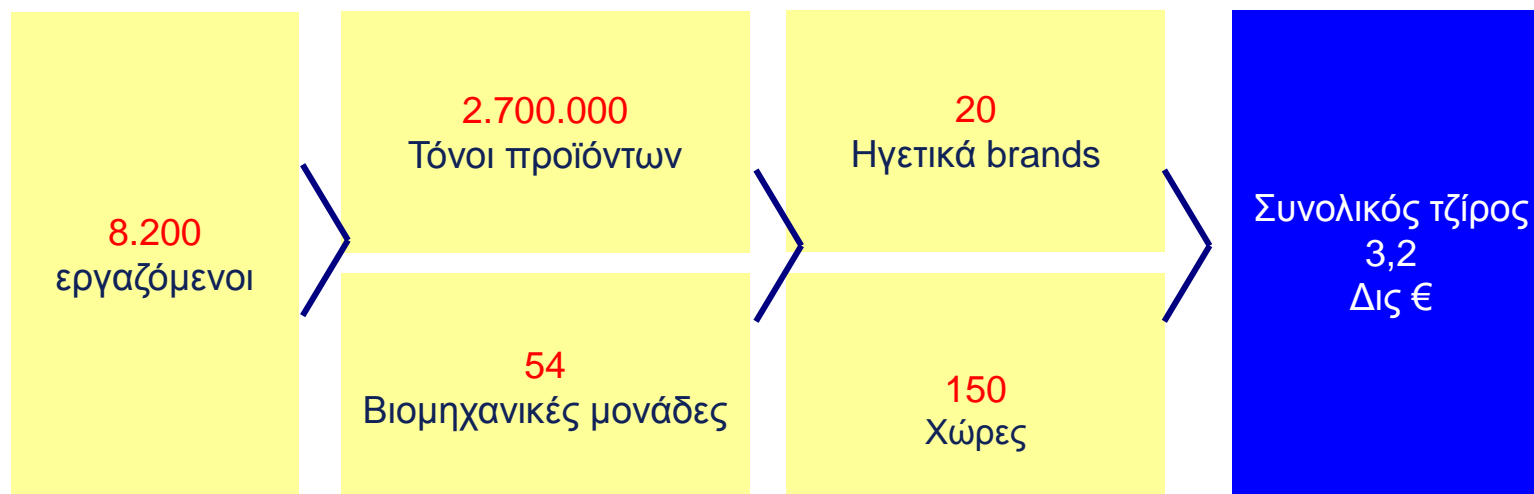 8.200
εργαζόμενοι
2.700.000
Τόνοι προϊόντων
54
Βιομηχανικές μονάδες
20
Ηγετικά brands
150
Χώρες
Συνολικός τζίρος
3,2
Δις €